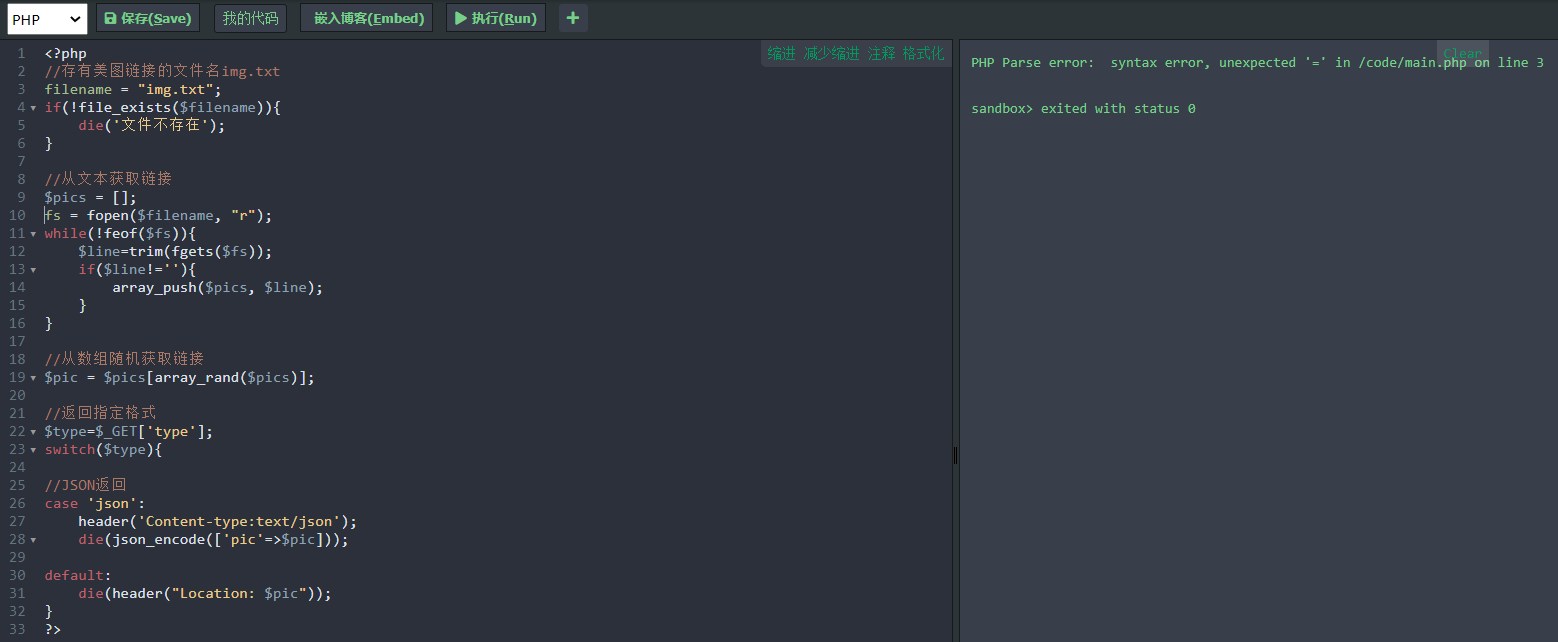 PHP 保存(Save) 我的代码 嵌入博客(Embed) 执行(Run) +
缩进 减少缩进 注释 格式化
1 <?php
2 //存有美图链接的文件名img.txt
3 filename = "img.txt";
4 if(!file_exists($filename)){
5     die('文件不存在');
6 }
7
8 //从文本获取链接
9 $pics = [];
10 fs = fopen($filename, "r");
11 while(!feof($fs)){
12     $line=trim(fgets($fs));
13     if($line!=''){
14         array_push($pics, $line);
15     }
16 }
17
18 //从数组随机获取链接
19 $pic = $pics[array_rand($pics)];
20
21 //返回指定格式
22 $type=$_GET['type'];
23 switch($type){
24
25 //JSON返回
26 case 'json':
27     header('Content-type:text/json');
28     die(json_encode(['pic'=>$pic]));
29
30 default:
31     die(header("Location: $pic"));
32 }
33 ?>
Clear
PHP Parse error:  syntax error, unexpected '=' in /code/main.php on line 3
sandbox> exited with status 0